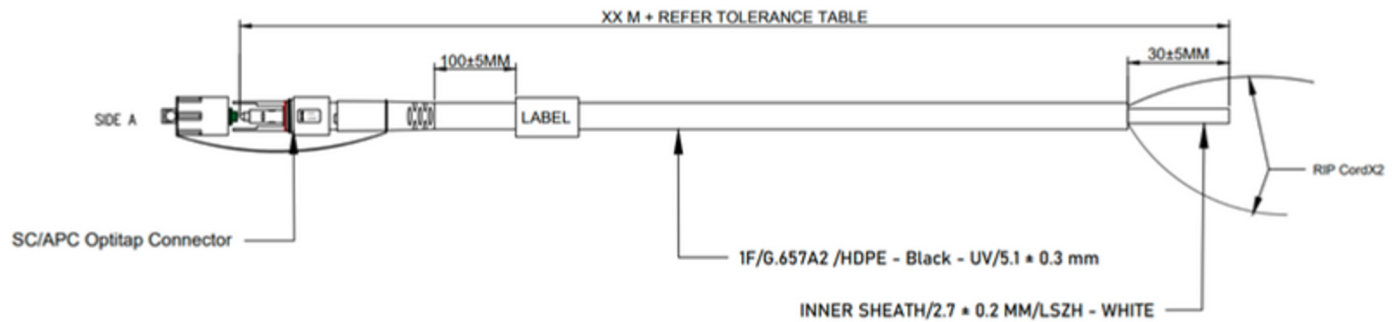 XX M + REFER TOLERANCE TABLE
100±5MM
30±5MM
SIDE A
LABEL
RIP CordX2
SC/APC Optitap Connector
1F/G.657A2 /HDPE - Black - UV/5.1 ± 0.3 mm
INNER SHEATH/2.7 ± 0.2 MM/LSZH - WHITE